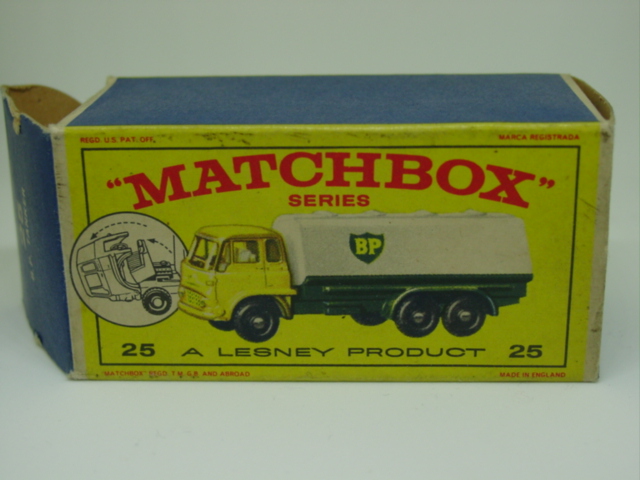 REGD. U.S. PAT. OFF. MARCA REGISTRADA
"MATCHBOX"
SERIES
BP
25 A LESNEY PRODUCT 25
"MATCHBOX" REGD. T.M. G.B. AND ABROAD MADE IN ENGLAND